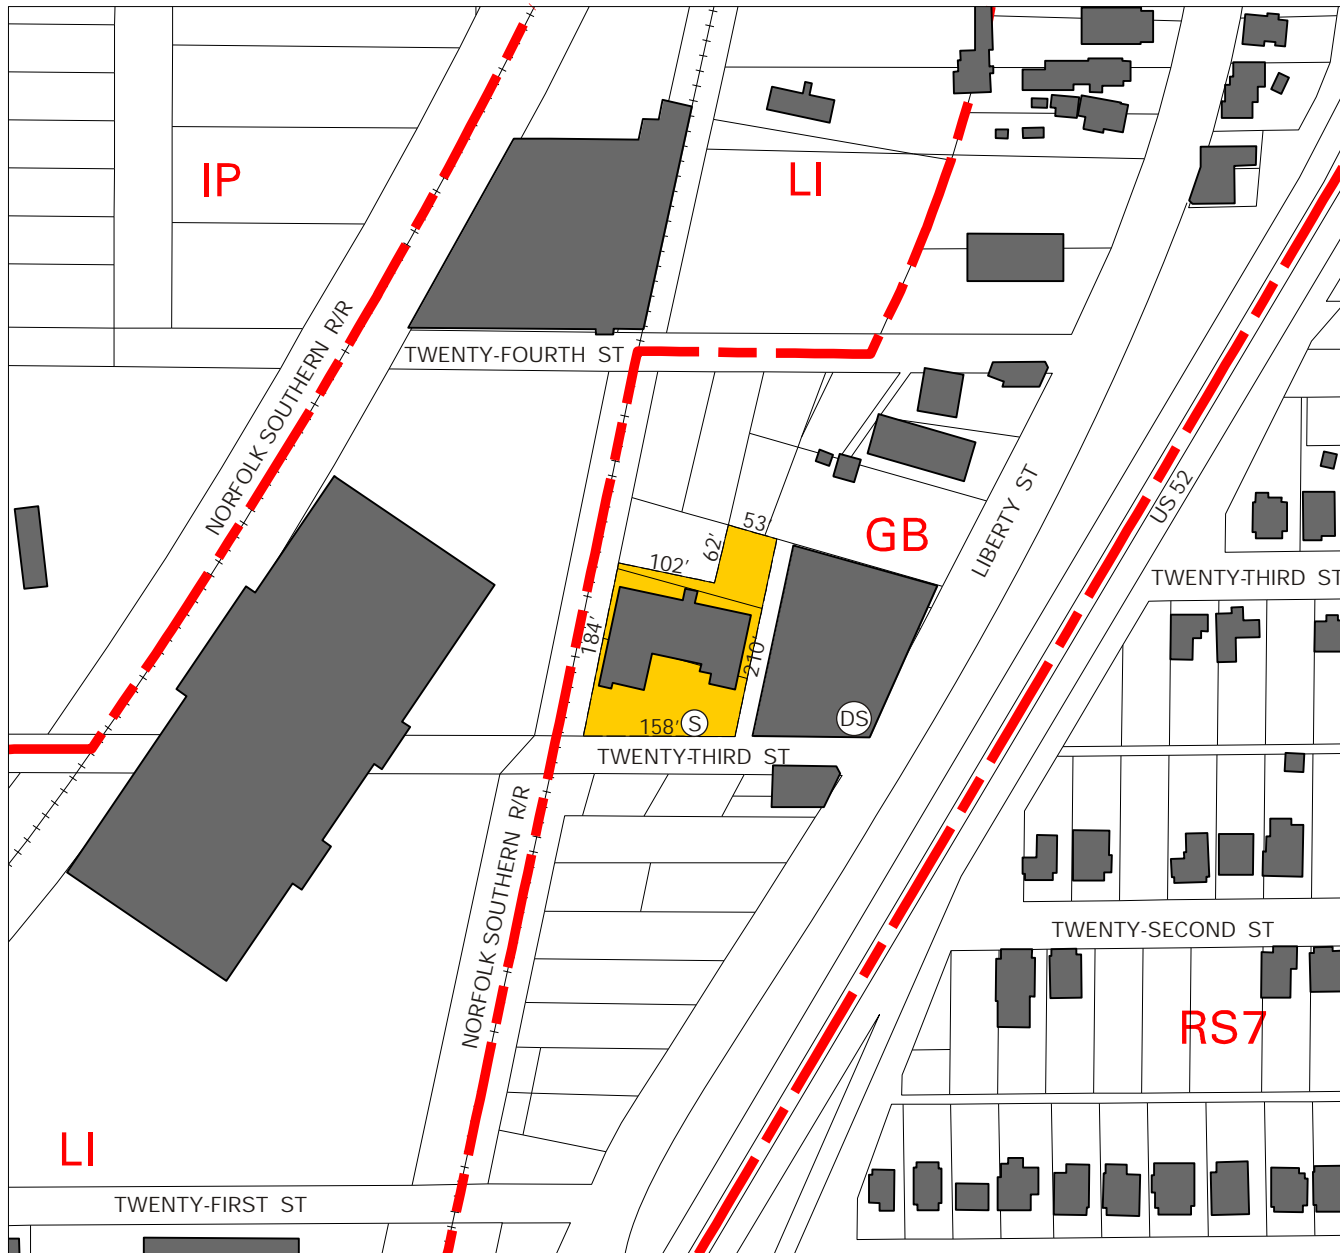 IP
LI
NORFOLK SOUTHERN R/R
TWENTY-FOURTH ST
GB
LIBERTY ST
US 52
53'
62'
102'
TWENTY-THIRD ST
184'
210'
158'
S
DS
TWENTY-THIRD ST
NORFOLK SOUTHERN R/R
TWENTY-SECOND ST
RS7
LI
TWENTY-FIRST ST